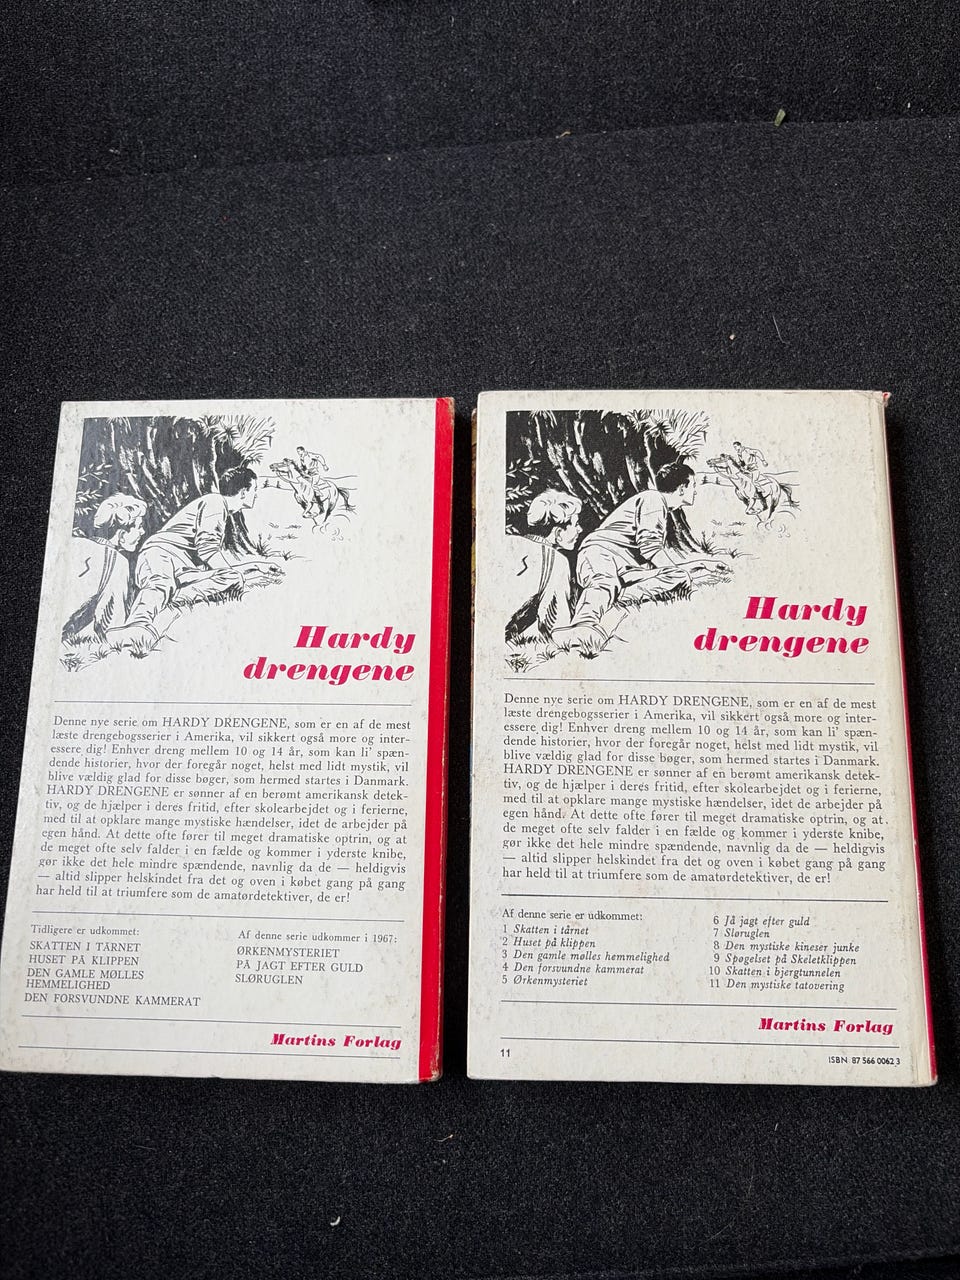 Hardy
drengene
Denne nye serie om HARDY DRENGENE, som er en af de mest
læste drengebogsserier i Amerika, vil sikkert også more og inter-
essere dig! Enhver dreng mellem 10 og 14 år, som kan li' spæn-
dende historier, hvor der foregår noget, helst med lidt mystik, vil
blive vældig glad for disse bøger, som hermed startes i Danmark.
HARDY DRENGENE er sønner af en berømt amerikansk detek-
tiv, og de hjælper i deres fritid, efter skolearbejdet og i ferierne,
med til at opklare mange mystiske hændelser, idet de arbejder på
egen hånd. At dette ofte fører til meget dramatiske optrin, og at
de meget ofte selv falder i en fælde og kommer i yderste knibe,
gør ikke det hele mindre spændende, navnlig da de — heldigvis
— altid slipper helskindet fra det og oven i købet gang på gang
har held til at triumfere som de amatørdetektiver, de er!
Tidligere er udkommet:
SKATTEN I TÅRNET
HUSET PÅ KLIPPEN
DEN GAMLE MØLLES
HEMMELIGHED
DEN FORSVUNDNE KAMMERAT
Af denne serie udkommer i 1967:
ØRKENMYSTERIET
PÅ JAGT EFTER GULD
SLØRUGLEN
Martins Forlag
Hardy
drengene
Denne nye serie om HARDY DRENGENE, som er en af de mest
læste drengebogsserier i Amerika, vil sikkert også more og inter-
essere dig! Enhver dreng mellem 10 og 14 år, som kan li' spæn-
dende historier, hvor der foregår noget, helst med lidt mystik, vil
blive vældig glad for disse bøger, som hermed startes i Danmark.
HARDY DRENGENE er sønner af en berømt amerikansk detek-
tiv, og de hjælper i deres fritid, efter skolearbejdet og i ferierne,
med til at opklare mange mystiske hændelser, idet de arbejder på
egen hånd. At dette ofte fører til meget dramatiske optrin, og at
de meget ofte selv falder i en fælde og kommer i yderste knibe,
gør ikke det hele mindre spændende, navnlig da de — heldigvis
— altid slipper helskindet fra det og oven i købet gang på gang
har held til at triumfere som de amatørdetektiver, de er!
Af denne serie er udkommet:
1 Skatten i tårnet
2 Huset på klippen
3 Den gamle mølles hemmelighed
4 Den forsvundne kammerat
5 Ørkenmysteriet
6 På jagt efter guld
7 Sløruglen
8 Den mystiske kineser junke
9 Spøgelset på Skeletklippen
10 Skatten i bjergtunnelen
11 Den mystiske tatovering
Martins Forlag
11
ISBN 87 566 0062 3